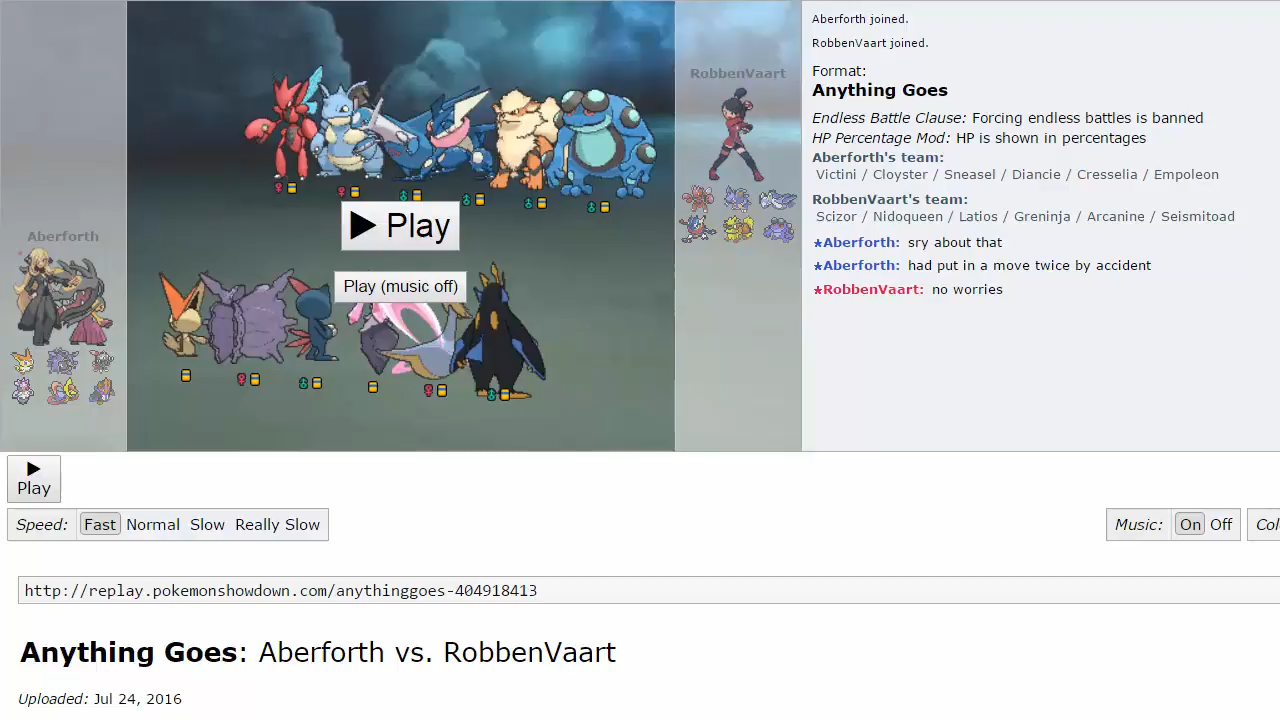 Aberforth joined.
RobbenVaart joined.
Format:
Anything Goes
Endless Battle Clause: Forcing endless battles is banned
HP Percentage Mod: HP is shown in percentages
Aberforth's team:
Victini / Cloyster / Sneasel / Diancie / Cresselia / Empoleon
RobbenVaart's team:
Scizor / Nidoqueen / Latios / Greninja / Arcanine / Seismitoad
★Aberforth: sry about that
★Aberforth: had put in a move twice by accident
★RobbenVaart: no worries
RobbenVaart
Aberforth
▶ Play
Play (music off)
▶
Play
Speed: Fast Normal Slow Really Slow
Music: On Off
Col
http://replay.pokemonshowdown.com/anythinggoes-404918413
Anything Goes: Aberforth vs. RobbenVaart
Uploaded: Jul 24, 2016